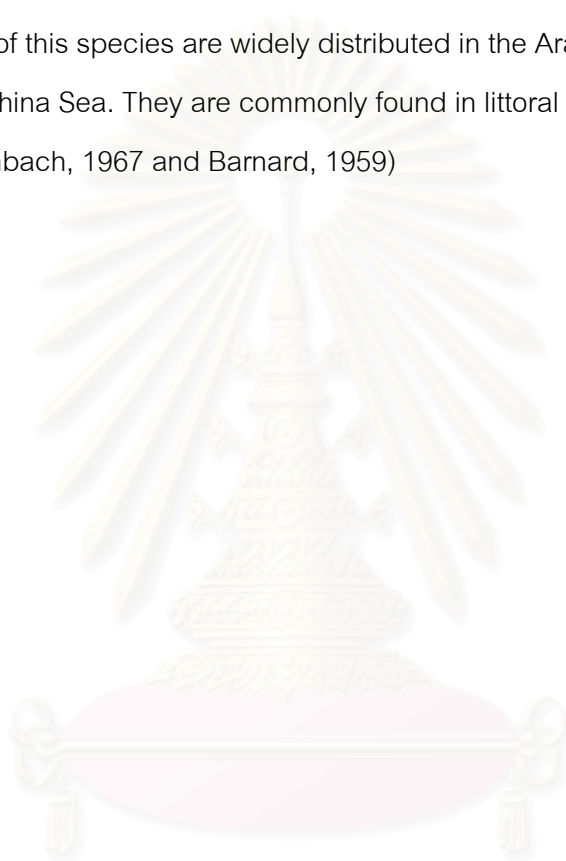 of this species are widely distributed in the Ara
hina Sea. They are commonly found in littoral
nbach, 1967 and Barnard, 1959)